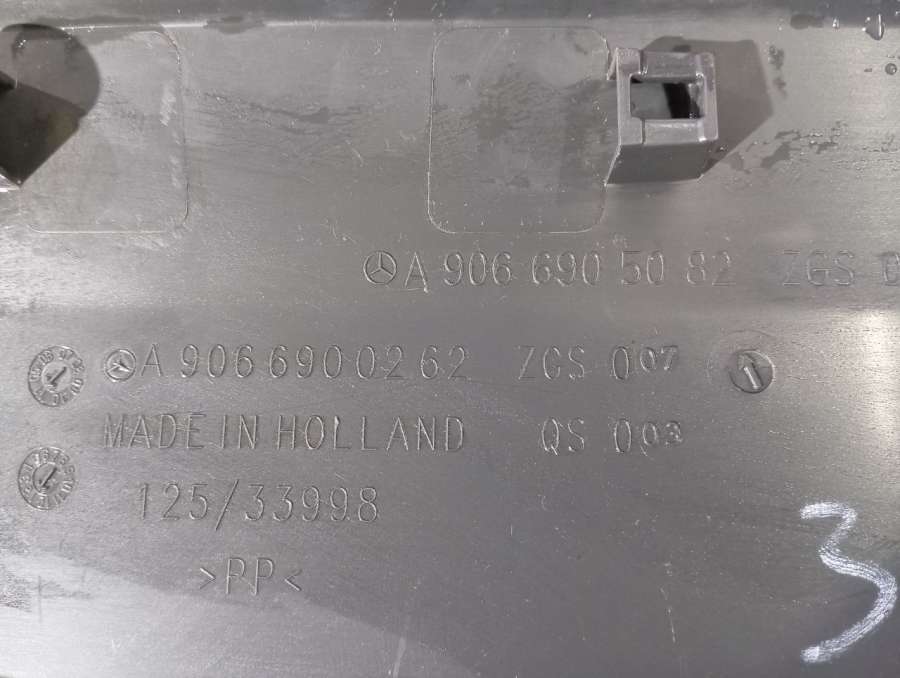 A 906 690 50 82 ZGS 0
A 906 690 02 62 ZGS 007
MADE IN HOLLAND QS 003
125/33998
>PP<
3